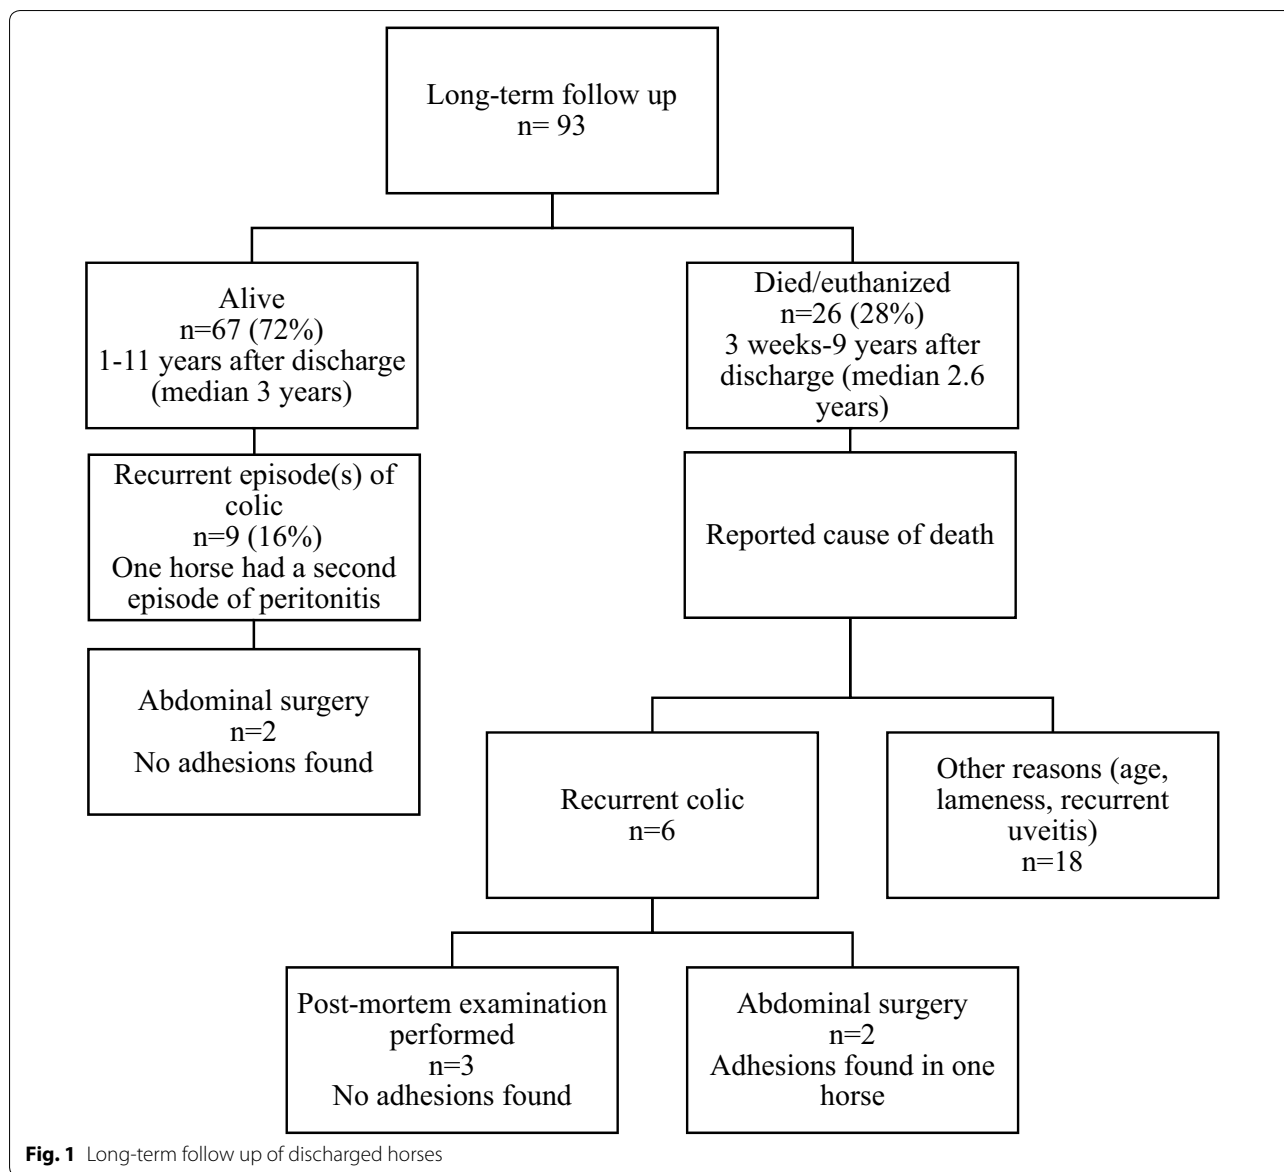 Long-term follow up
n= 93
Alive
n=67 (72%)
1-11 years after discharge
(median 3 years)
Died/euthanized
n=26 (28%)
3 weeks-9 years after
discharge (median 2.6
years)
Recurrent episode(s) of
colic
n=9 (16%)
One horse had a second
episode of peritonitis
Reported cause of death
Abdominal surgery
n=2
No adhesions found
Recurrent colic
n=6
Other reasons (age,
lameness, recurrent
uveitis)
n=18
Post-mortem examination
performed
n=3
No adhesions found
Abdominal surgery
n=2
Adhesions found in one
horse
Fig. 1 Long-term follow up of discharged horses